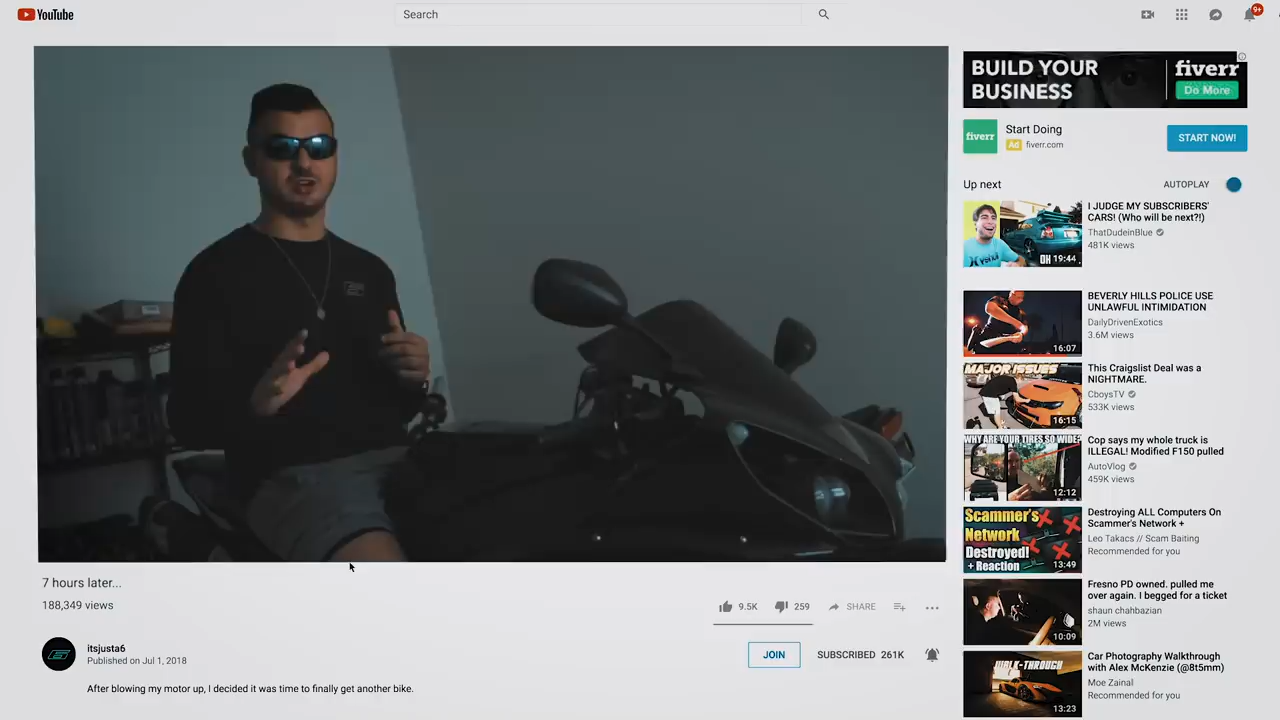 YouTube
Search
9+
BUILD YOUR
BUSINESS
fiverr
Do More
fiverr
Start Doing
Ad fiverr.com
START NOW!
Up next
AUTOPLAY
I JUDGE MY SUBSCRIBERS'
CARS! (Who will be next?!)
ThatDudeinBlue
481K views
OH 19:44
BEVERLY HILLS POLICE USE
UNLAWFUL INTIMIDATION
DailyDrivenExotics
3.6M views
16:07
MAJOR ISSUES
This Craigslist Deal was a
NIGHTMARE.
CboysTV
533K views
16:15
WHY ARE YOUR TIRES SO WIDE?
Cop says my whole truck is
ILLEGAL! Modified F150 pulled
AutoVlog
459K views
12:12
Scammer's
Network
Destroyed!
+ Reaction
Destroying ALL Computers On
Scammer's Network +
Leo Takacs // Scam Baiting
Recommended for you
13:49
Fresno PD owned. pulled me
over again. I begged for a ticket
shaun chahbazian
2M views
10:09
WALK-THROUGH
Car Photography Walkthrough
with Alex McKenzie (@8t5mm)
Moe Zainal
Recommended for you
13:23
7 hours later...
188,349 views
9.5K
259
SHARE
itsjusta6
Published on Jul 1, 2018
JOIN
SUBSCRIBED 261K
After blowing my motor up, I decided it was time to finlly get another bike.